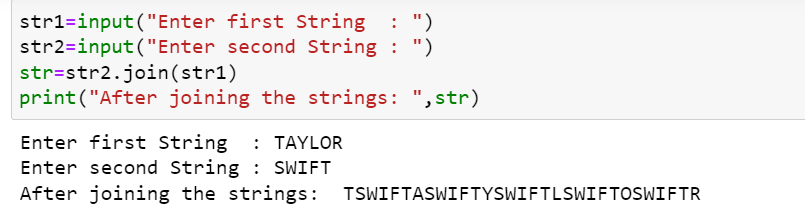 str1=input("Enter first String  : ")
str2=input("Enter second String : ")
str=str2.join(str1)
print("After joining the strings: ",str)
Enter first String  : TAYLOR
Enter second String : SWIFT
After joining the strings:  TSWIFTASWIFTYSWIFTLSWIFTOSWIFTR